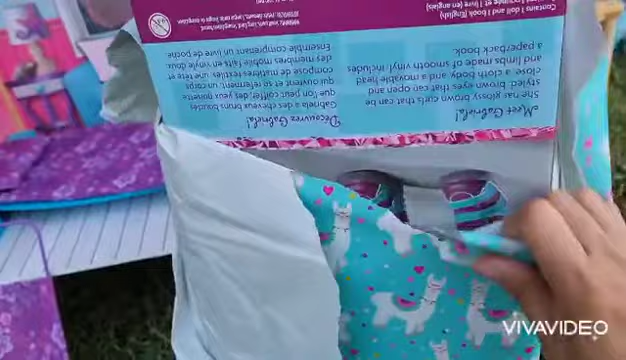 Meet Gabriela!
She has glossy brown curls that can be
styled, brown eyes that can open and
close, a cloth body and movable head
and limbs made of smooth vinyl. Includes
a paperback book.
Découvrez Gabriela!
Gabriela a des cheveux bruns bouclés
que l'on peut coiffer, des yeux noisette
qui ouvrent et se referment, un corps
composé de matières textiles, une tête et
des membres mobiles faits en vinyle doux.
Ensemble comprenant un livre de poche
VIVAVIDEO